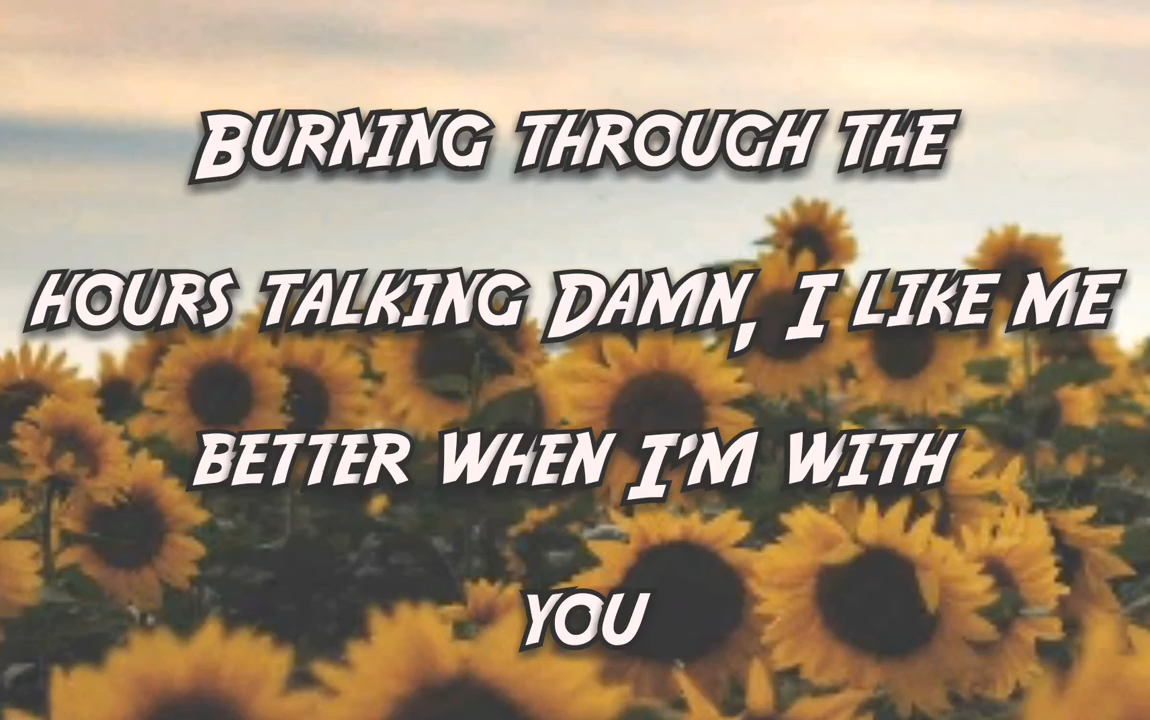 Burning through the
hours talking Damn, I like me
better when I'm with
you